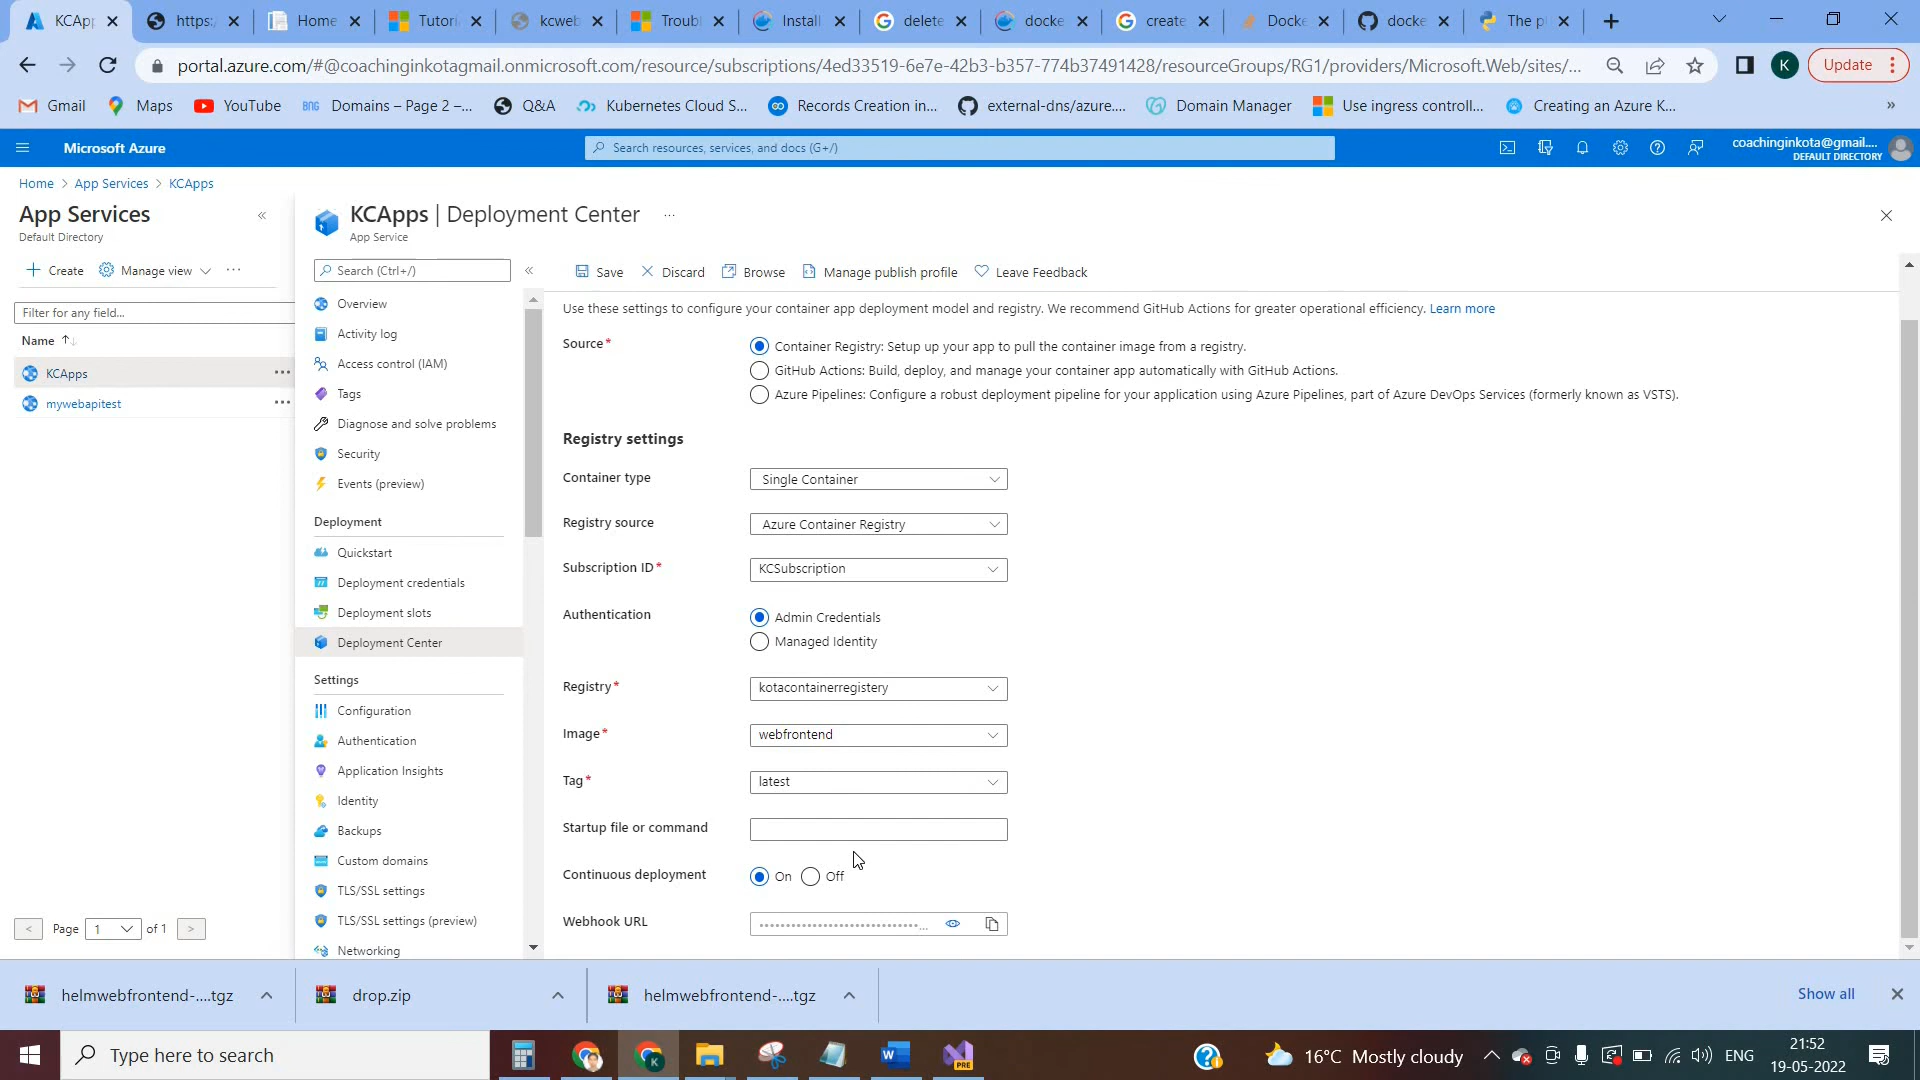 KCApp
https:
Home
Tutori
kcweb
Troubl
Install
delete
docke
create
Docke
docke
The p
portal.azure.com/#@coachinginkotagmail.onmicrosoft.com/resource/subscriptions/4ed33519-6e7e-42b3-b357-774b37491428/resourceGroups/RG1/providers/Microsoft.Web/sites/...
K
Update
Gmail
Maps
YouTube
Domains – Page 2 –...
Q&A
Kubernetes Cloud S...
Records Creation in...
external-dns/azure....
Domain Manager
Use ingress controll...
Creating an Azure K...
»
Microsoft Azure
Search resources, services, and docs (G+/)
coachinginkota@gmail....
DEFAULT DIRECTORY
Home > App Services > KCApps
App Services
Default Directory
Create
Manage view
Filter for any field...
Name
KCApps
mywebapitest
Page 1 of 1
KCApps | Deployment Center
App Service
Search (Ctrl+/)
Overview
Activity log
Access control (IAM)
Tags
Diagnose and solve problems
Security
Events (preview)
Deployment
Quickstart
Deployment credentials
Deployment slots
Deployment Center
Settings
Configuration
Authentication
Application Insights
Identity
Backups
Custom domains
TLS/SSL settings
TLS/SSL settings (preview)
Networking
Save
Discard
Browse
Manage publish profile
Leave Feedback
Use these settings to configure your container app deployment model and registry. We recommend GitHub Actions for greater operational efficiency. Learn more
Source*
Container Registry: Setup up your app to pull the container image from a registry.
GitHub Actions: Build, deploy, and manage your container app automatically with GitHub Actions.
Azure Pipelines: Configure a robust deployment pipeline for your application using Azure Pipelines, part of Azure DevOps Services (formerly known as VSTS).
Registry settings
Container type
Single Container
Registry source
Azure Container Registry
Subscription ID*
KCSubscription
Authentication
Admin Credentials
Managed Identity
Registry*
kotacontainerregistery
Image*
webfrontend
Tag*
latest
Startup file or command
Continuous deployment
On
Off
Webhook URL
helmwebfrontend-....tgz
drop.zip
helmwebfrontend-....tgz
Show all
Type here to search
16°C Mostly cloudy
ENG
21:52
19-05-2022